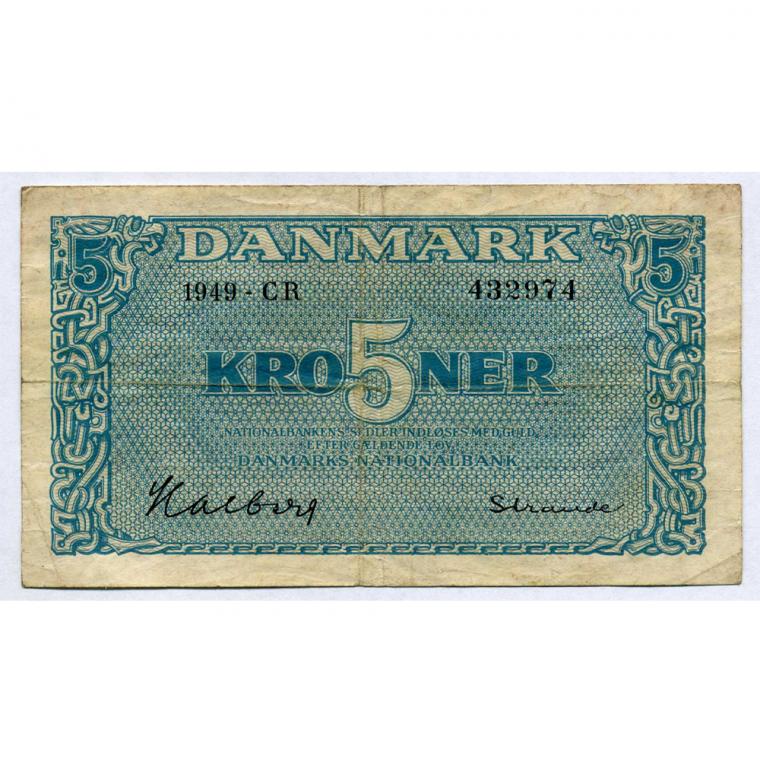 5 DANMARK 5
1949 - CR 432974
KRO5NER
NATIONALBANKENS SEDLER INDLØSES MED GULD
EFTER GÆLDENDE LOV
DANMARKS NATIONALBANK
Halberg Strande